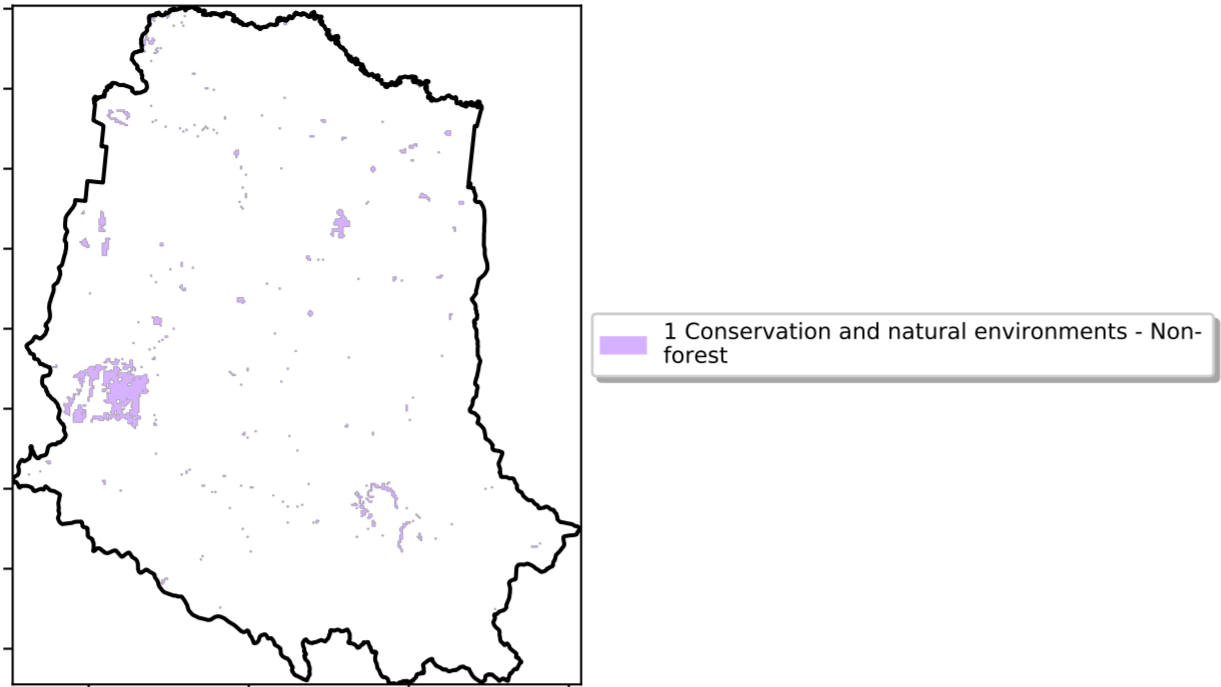 1 Conservation and natural environments - Non-
forest